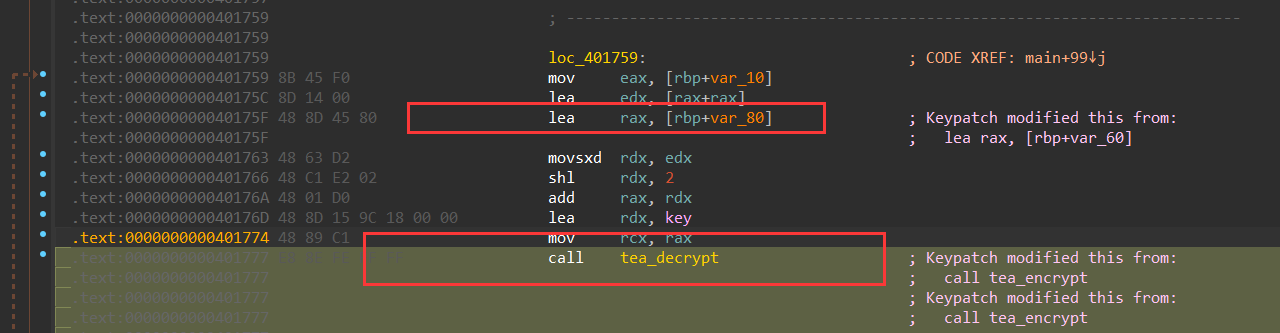 .text:0000000000401759 ; ---------------------------------------------------------------------------
.text:0000000000401759
.text:0000000000401759
.text:0000000000401759 loc_401759: ; CODE XREF: main+99↓j
.text:0000000000401759 8B 45 F0 mov eax, [rbp+var_10]
.text:000000000040175C 8D 14 00 lea edx, [rax+rax]
.text:000000000040175F 48 8D 45 80 lea rax, [rbp+var_80] ; Keypatch modified this from:
.text:000000000040175F ; lea rax, [rbp+var_60]
.text:0000000000401763 48 63 D2 movsxd rdx, edx
.text:0000000000401766 48 C1 E2 02 shl rdx, 2
.text:000000000040176A 48 01 D0 add rax, rdx
.text:000000000040176D 48 8D 15 9C 18 00 00 lea rdx, key
.text:0000000000401774 48 89 C1 mov rcx, rax
.text:0000000000401777 call tea_decrypt ; Keypatch modified this from:
.text:0000000000401777 ; call tea_encrypt
.text:0000000000401777 ; Keypatch modified this from:
.text:0000000000401777 ; call tea_encrypt